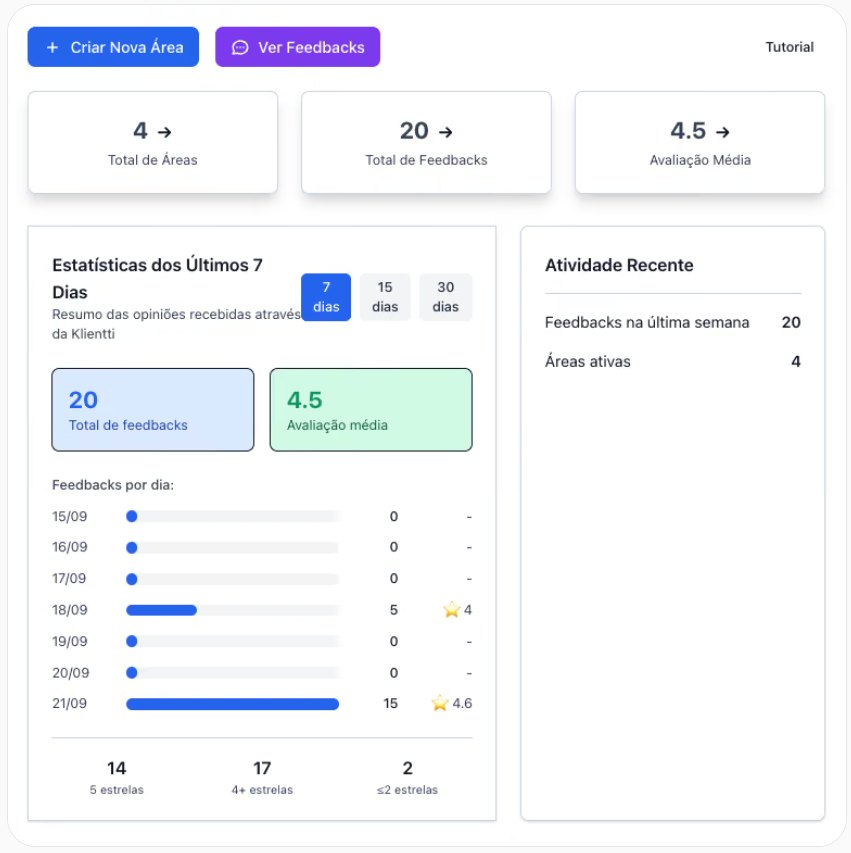 + Criar Nova Área
Ver Feedbacks
Tutorial
4 →
Total de Áreas
20 →
Total de Feedbacks
4.5 →
Avaliação Média
Estatísticas dos Últimos 7
Dias
Resumo das opiniões recebidas através
da Klientti
7
dias
15
dias
30
dias
20
Total de feedbacks
4.5
Avaliação média
Feedbacks por dia:
15/09 0 -
16/09 0 -
17/09 0 -
18/09 5 ⭐ 4
19/09 0 -
20/09 0 -
21/09 15 ⭐ 4.6
14
5 estrelas
17
4+ estrelas
2
≤2 estrelas
Atividade Recente
Feedbacks na última semana 20
Áreas ativas 4